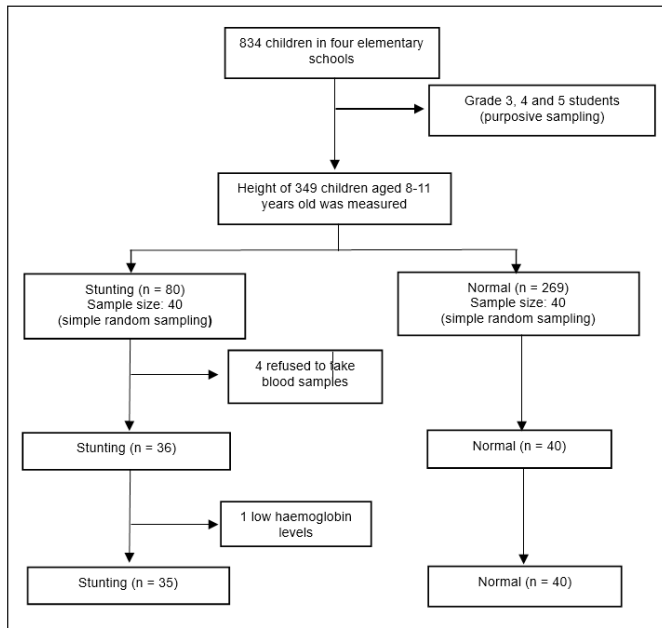 834 children in four elementary
schools
Grade 3, 4 and 5 students
(purposive sampling)
Height of 349 children aged 8-11
years old was measured
Stunting (n = 80)
Sample size: 40
(simple random sampling)
Normal (n = 269)
Sample size: 40
(simple random sampling)
4 refused to take
blood samples
Stunting (n = 36)
Normal (n = 40)
1 low haemoglobin
levels
Stunting (n = 35)
Normal (n = 40)